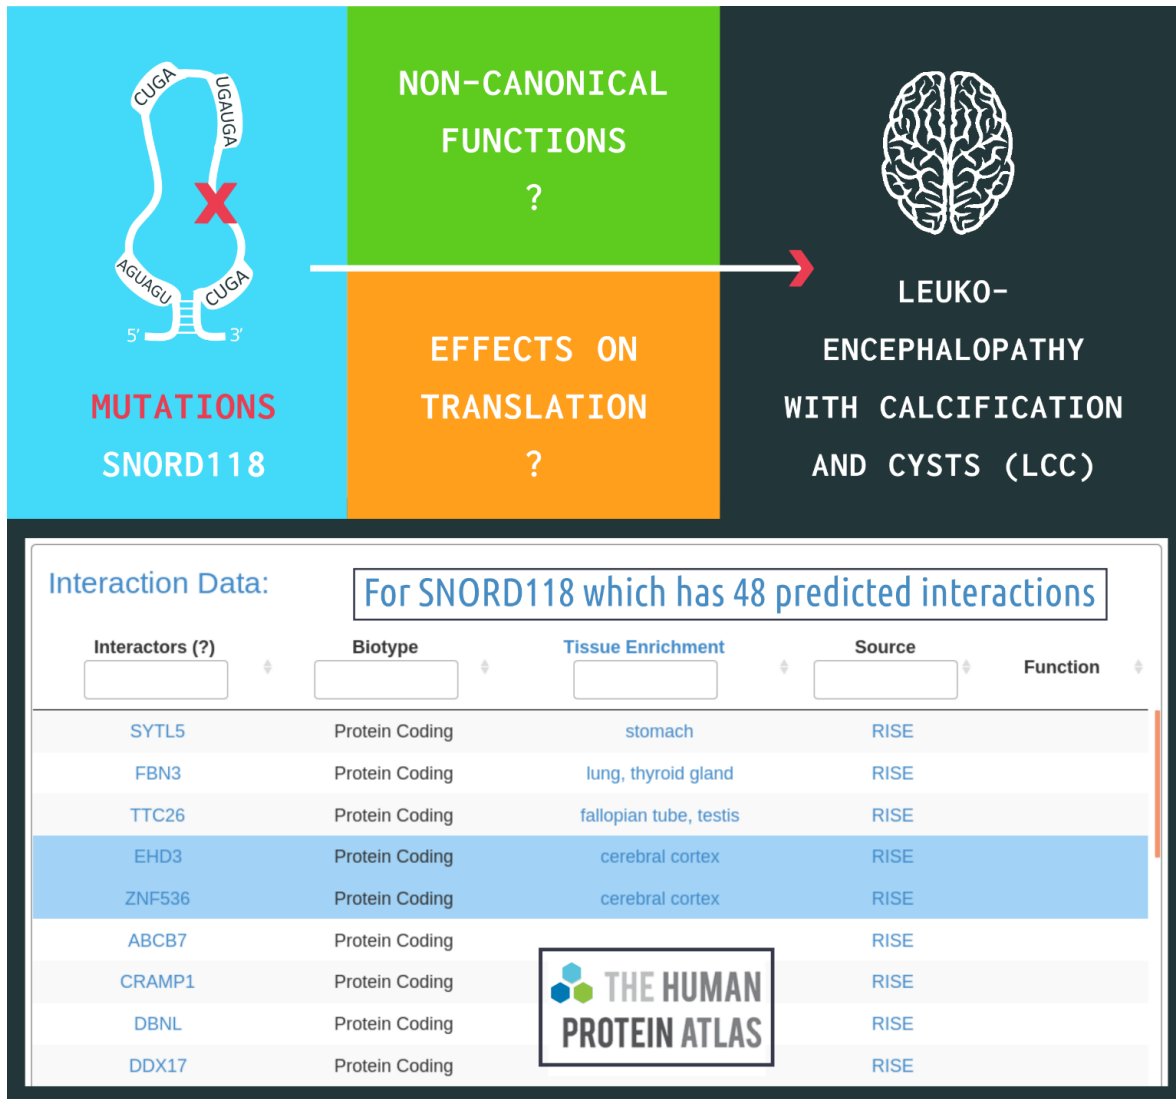 CUGA
UGAUGA
AGUAGU
CUGA
5'
3'
MUTATIONS
SNORD118
NON-CANONICAL
FUNCTIONS
?
EFFECTS ON
TRANSLATION
?
LEUKO-
ENCEPHALOPATHY
WITH CALCIFICATION
AND CYSTS (LCC)
Interaction Data:
For SNORD118 which has 48 predicted interactions
Interactors (?) Biotype Tissue Enrichment Source Function
SYTL5 Protein Coding stomach RISE
FBN3 Protein Coding lung, thyroid gland RISE
TTC26 Protein Coding fallopian tube, testis RISE
EHD3 Protein Coding cerebral cortex RISE
ZNF536 Protein Coding cerebral cortex RISE
ABCB7 Protein Coding RISE
CRAMP1 Protein Coding RISE
DBNL Protein Coding RISE
DDX17 Protein Coding RISE
THE HUMAN
PROTEIN ATLAS